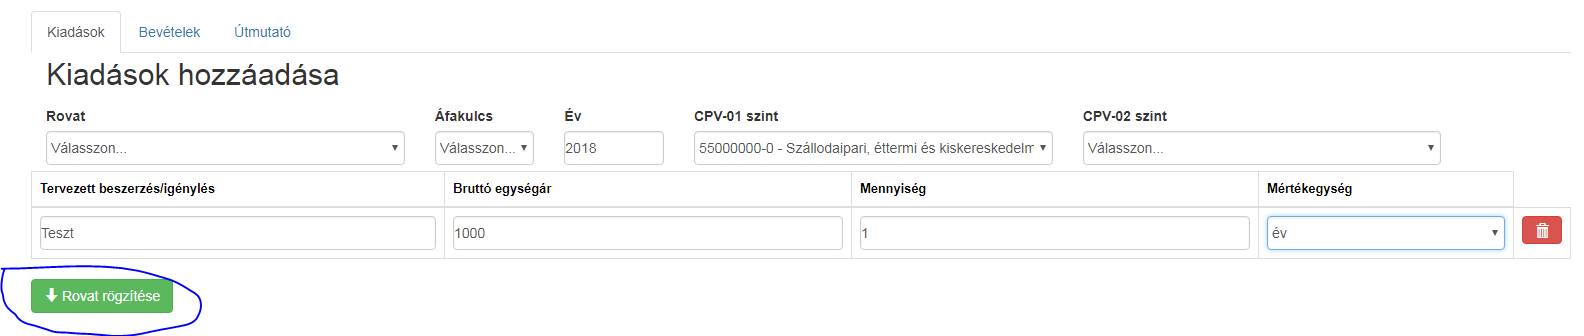 Kiadások Bevételek Útmutató
Kiadások hozzáadása
Rovat Áfakulcs Év CPV-01 szint CPV-02 szint
Válasszon... Válasszon... 2018 55000000-0 - Szállodaipari, éttermi és kiskereskedelm Válasszon...
Tervezett beszerzés/igénylés Bruttó egységár Mennyiség Mértékegység
Teszt 1000 1 év
Rovat rögzítése